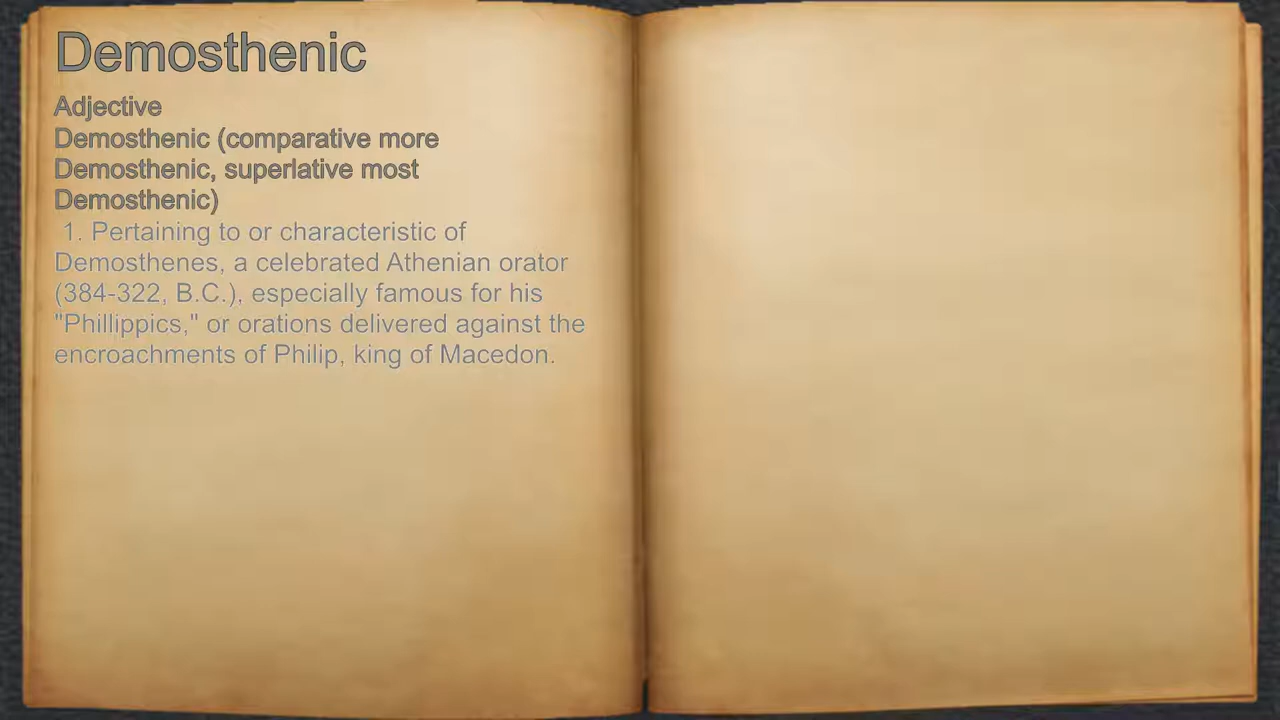 Demosthenic
Adjective
Demosthenic (comparative more
Demosthenic, superlative most
Demosthenic)
1. Pertaining to or characteristic of
Demosthenes, a celebrated Athenian orator
(384-322, B.C.), especially famous for his
"Phillippics," or orations delivered against the
encroachments of Philip, king of Macedon.